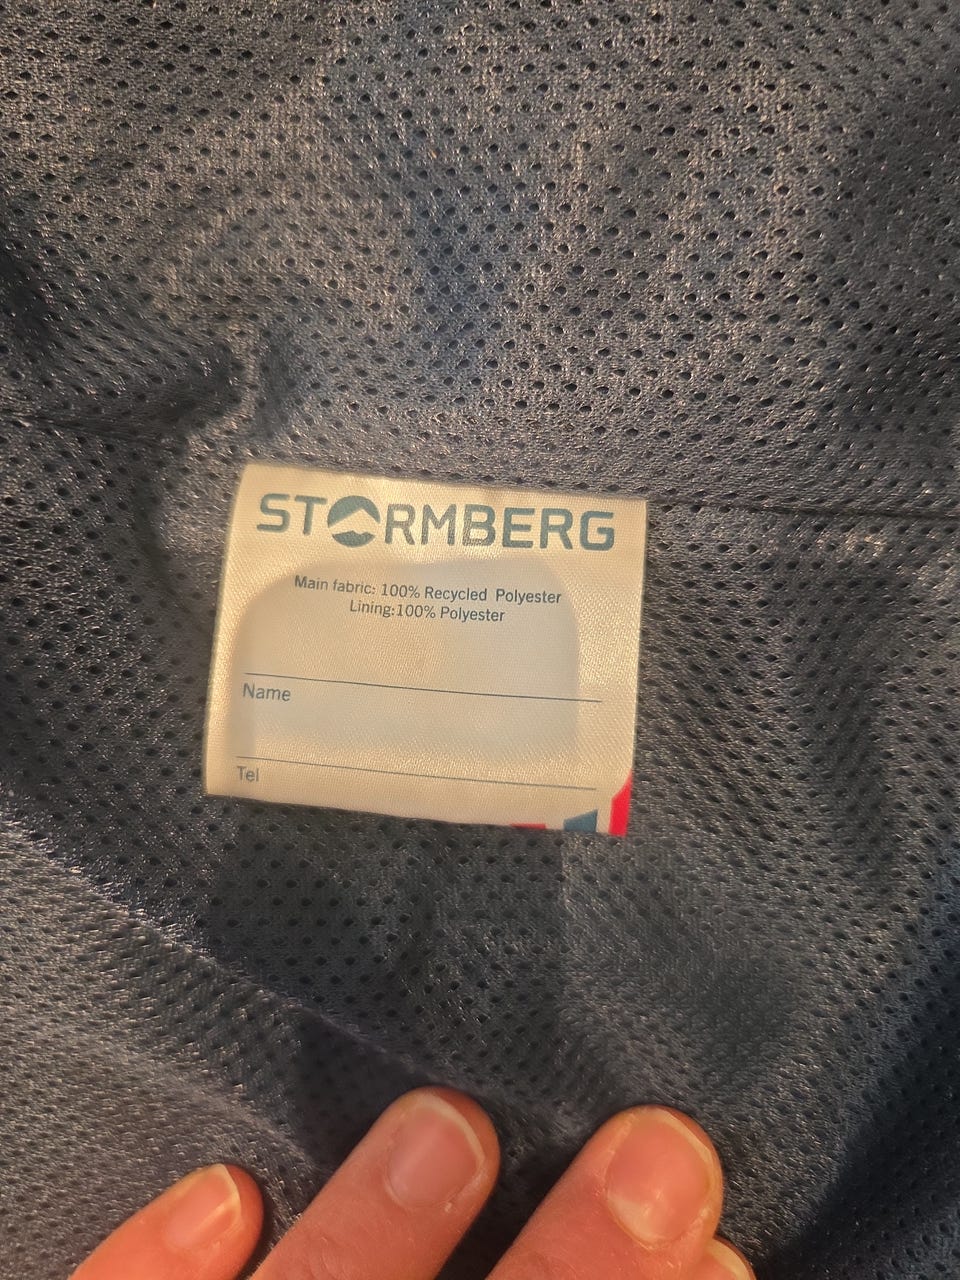 STORMBERG
Main fabric: 100% Recycled Polyester
Lining:100% Polyester
Name
Tel